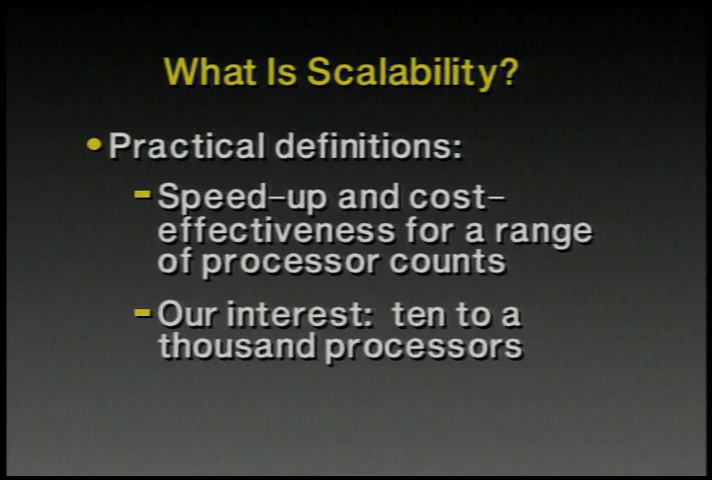 What Is Scalability?
• Practical definitions:
- Speed-up and cost-
effectiveness for a range
of processor counts
- Our interest: ten to a
thousand processors